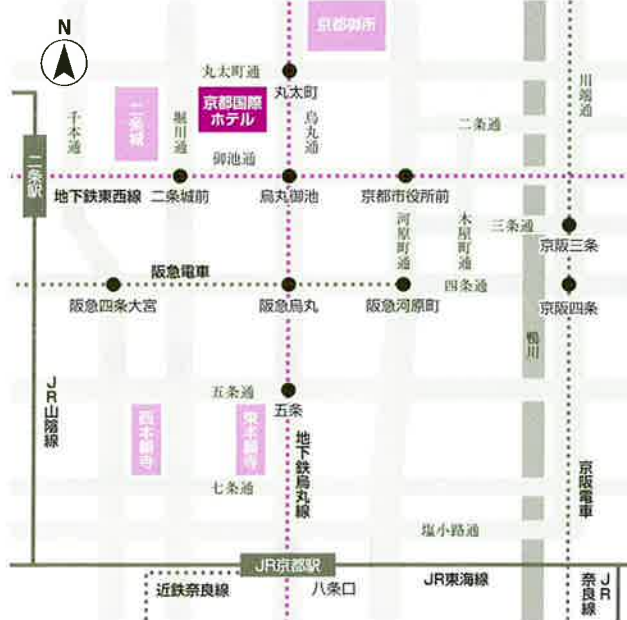 N
京都御所
丸太町通
丸太町
京都国際
ホテル
二条城
千本通
堀川通
烏丸通
川端通
二条通
御池通
二条駅
地下鉄東西線
二条城前
烏丸御池
京都市役所前
河原町通
木屋町通
三条通
京阪三条
阪急電車
四条通
阪急四条大宮
阪急烏丸
阪急河原町
京阪四条
鴨川
JR山陰線
五条通
五条
西本願寺
東本願寺
地下鉄烏丸線
七条通
京阪電車
塩小路通
JR京都駅
近鉄奈良線
八条口
JR東海線
JR
奈良線